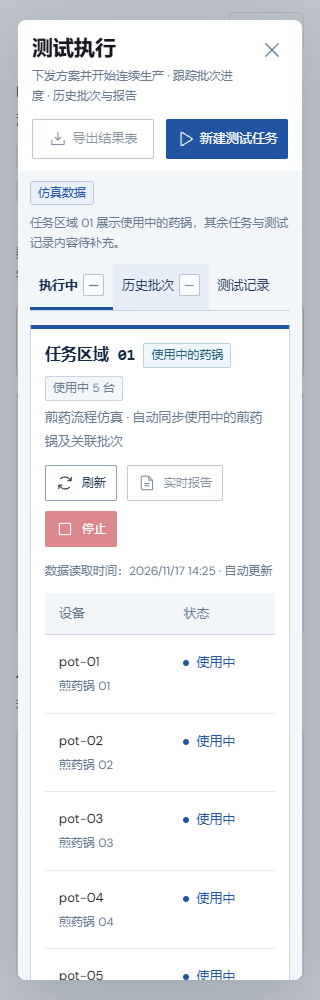 测试执行
下发方案并开始连续生产 · 跟踪批次进
度 · 历史批次与报告
导出结果表
新建测试任务
仿真数据
任务区域 01 展示使用中的药锅，其余任务与测试
记录内容待补充。
执行中 —
历史批次 —
测试记录
任务区域 01 使用中的药锅
使用中 5 台
煎药流程仿真 · 自动同步使用中的煎药
锅及关联批次
刷新
实时报告
停止
数据读取时间：2026/11/17 14:25 · 自动更新
设备 状态
pot-01 使用中
煎药锅 01
pot-02 使用中
煎药锅 02
pot-03 使用中
煎药锅 03
pot-04 使用中
煎药锅 04
pot-05 使用中